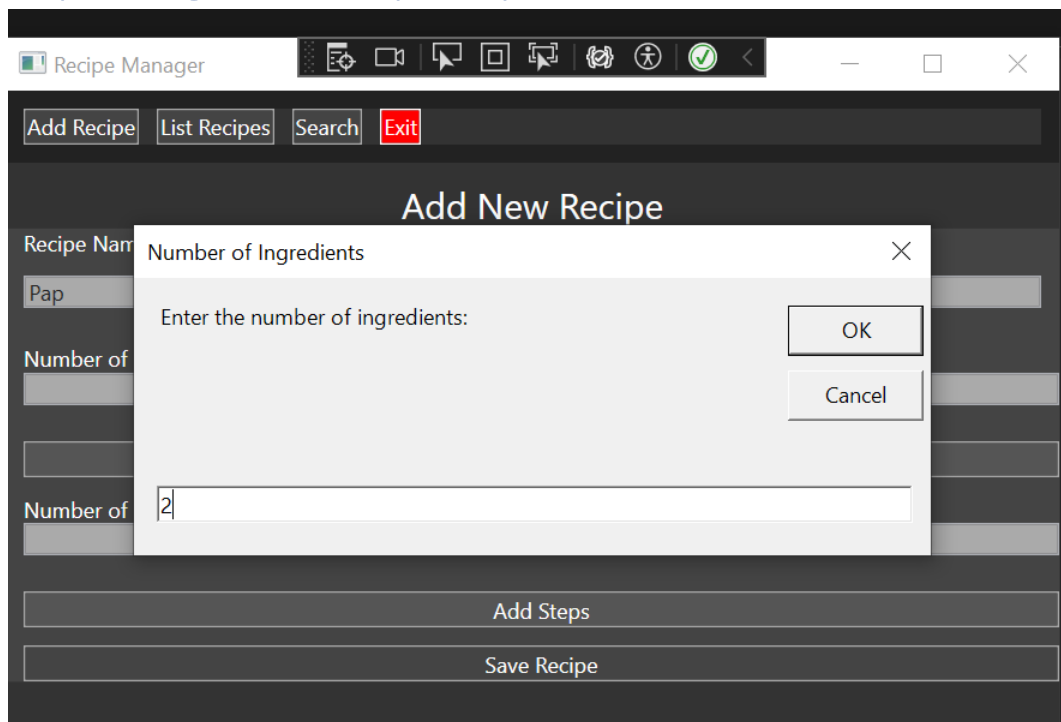 Recipe Manager
Add Recipe List Recipes Search Exit
Add New Recipe
Recipe Nam
Number of Ingredients
Pap
Enter the number of ingredients:
OK
Number of
Cancel
Number of
2
Add Steps
Save Recipe